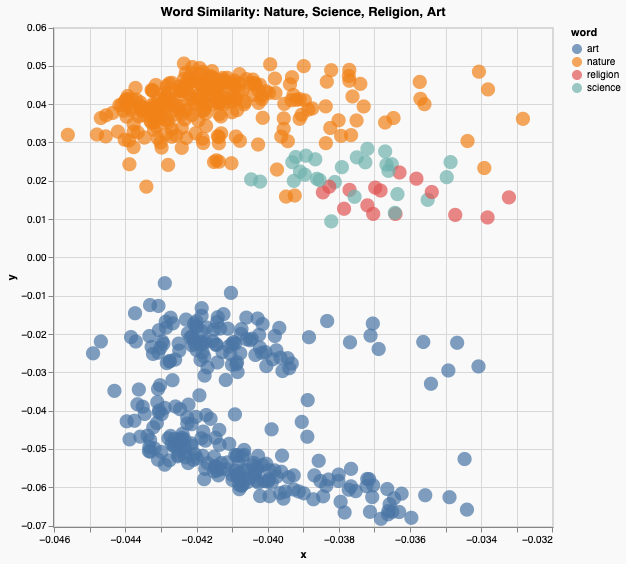 Word Similarity: Nature, Science, Religion, Art
word
art
nature
religion
science
0.06
0.05
0.04
0.03
0.02
0.01
0.00
−0.01
−0.02
−0.03
−0.04
−0.05
−0.06
−0.07
y
−0.046
−0.044
−0.042
−0.040
−0.038
−0.036
−0.034
−0.032
x